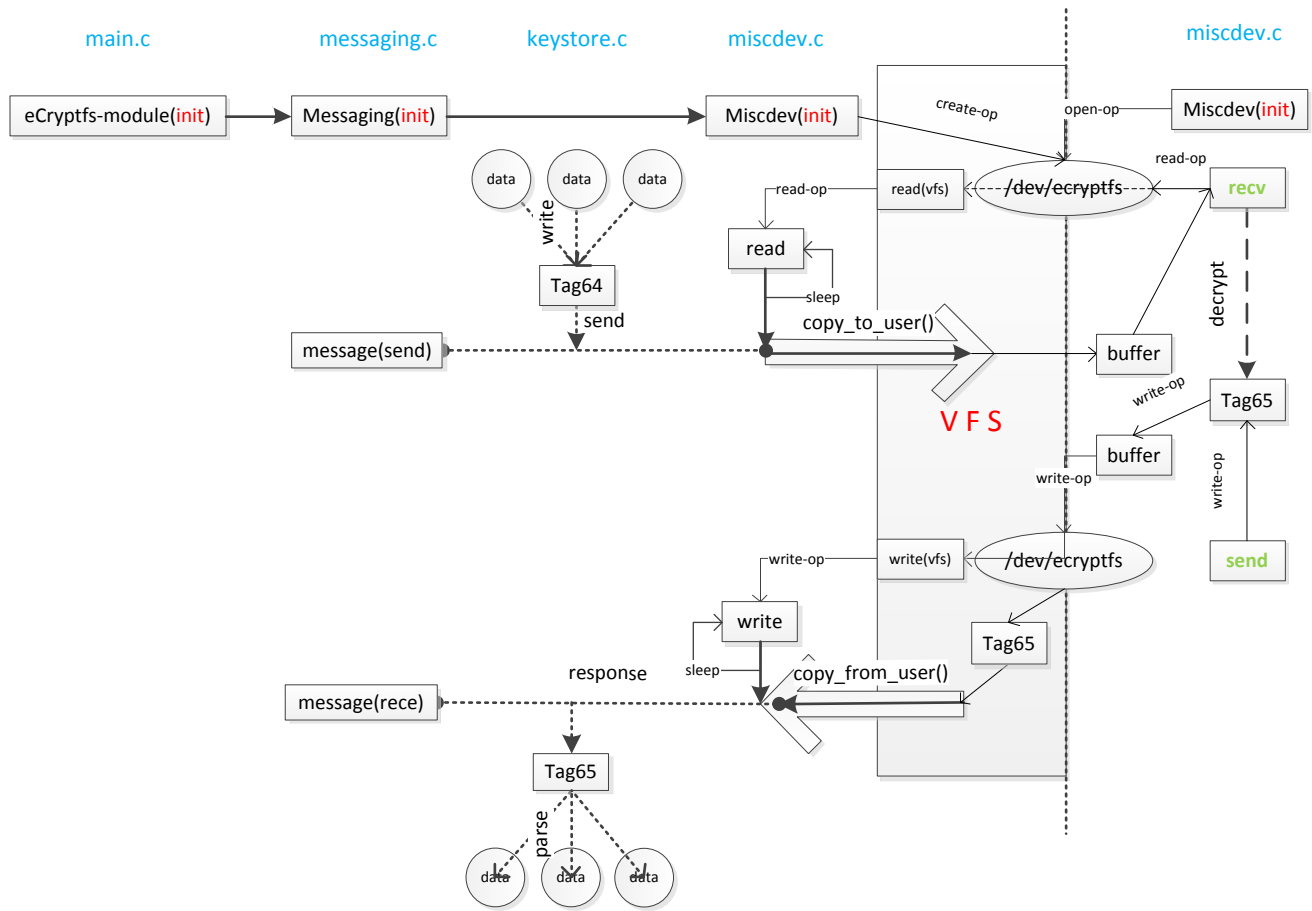 main.c
messaging.c
keystore.c
miscdev.c
miscdev.c
eCryptfs-module(init)
Messaging(init)
Miscdev(init)
create-op
open-op
Miscdev(init)
data
data
data
read-op
read(vfs)
/dev/ecryptfs
read-op
recv
write
read
Tag64
sleep
decrypt
send
copy_to_user()
message(send)
buffer
write-op
Tag65
V F S
buffer
write-op
write-op
write-op
write(vfs)
/dev/ecryptfs
send
write
Tag65
sleep
response
copy_from_user()
message(rece)
Tag65
parse
data
data
data